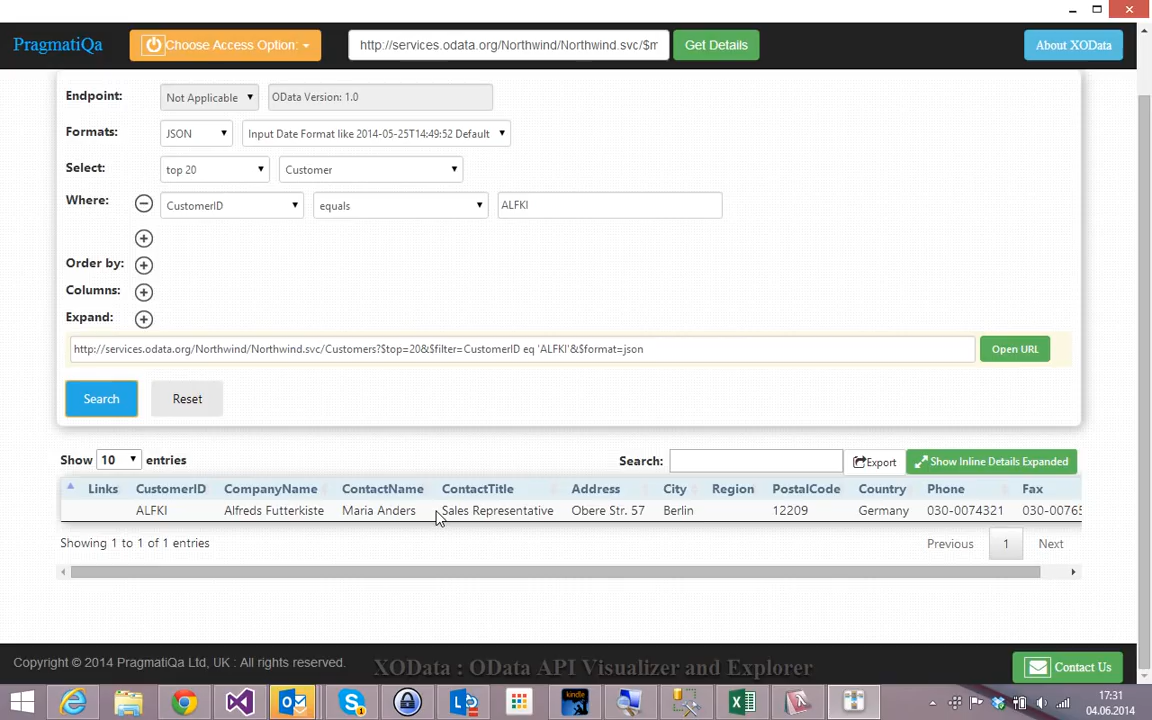 PragmatiQa
Choose Access Option:
http://services.odata.org/Northwind/Northwind.svc/$m
Get Details
About XOData
Endpoint: Not Applicable OData Version: 1.0
Formats: JSON Input Date Format like 2014-05-25T14:49:52 Default
Select: top 20 Customer
Where: CustomerID equals ALFKI
Order by:
Columns:
Expand:
http://services.odata.org/Northwind/Northwind.svc/Customers?$top=20&$filter=CustomerID eq 'ALFKI'&$format=json Open URL
Search Reset
Show 10 entries Search: Export Show Inline Details Expanded
Links CustomerID CompanyName ContactName ContactTitle Address City Region PostalCode Country Phone Fax
ALFKI Alfreds Futterkiste Maria Anders Sales Representative Obere Str. 57 Berlin 12209 Germany 030-0074321 030-00765
Showing 1 to 1 of 1 entries Previous 1 Next
Copyright © 2014 PragmatiQa Ltd, UK : All rights reserved. XOData : OData API Visualizer and Explorer Contact Us
kindle
17:31
04.06.2014